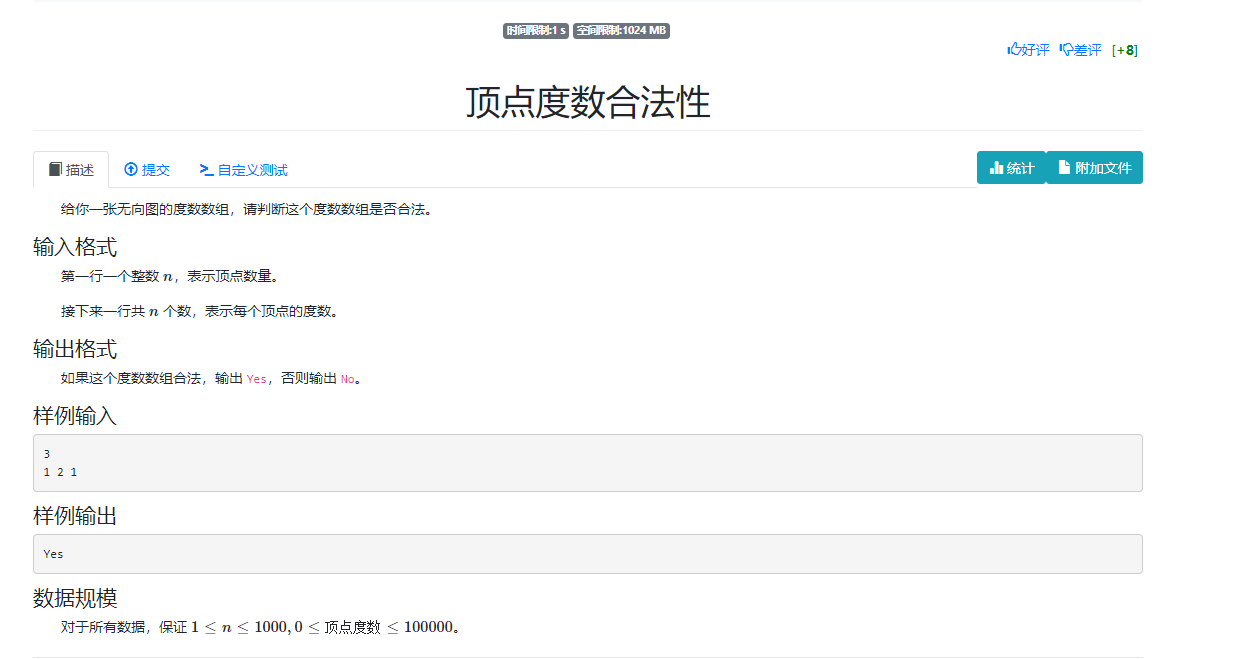 时间限制:1 s 空间限制:1024 MB
好评 差评 [+8]
顶点度数合法性
描述 提交 自定义测试 统计 附加文件
给你一张无向图的度数数组，请判断这个度数数组是否合法。
输入格式
第一行一个整数 n，表示顶点数量。
接下来一行共 n 个数，表示每个顶点的度数。
输出格式
如果这个度数数组合法，输出 Yes，否则输出 No。
样例输入
3
1 2 1
样例输出
Yes
数据规模
对于所有数据，保证 1 ≤ n ≤ 1000, 0 ≤ 顶点度数 ≤ 100000。